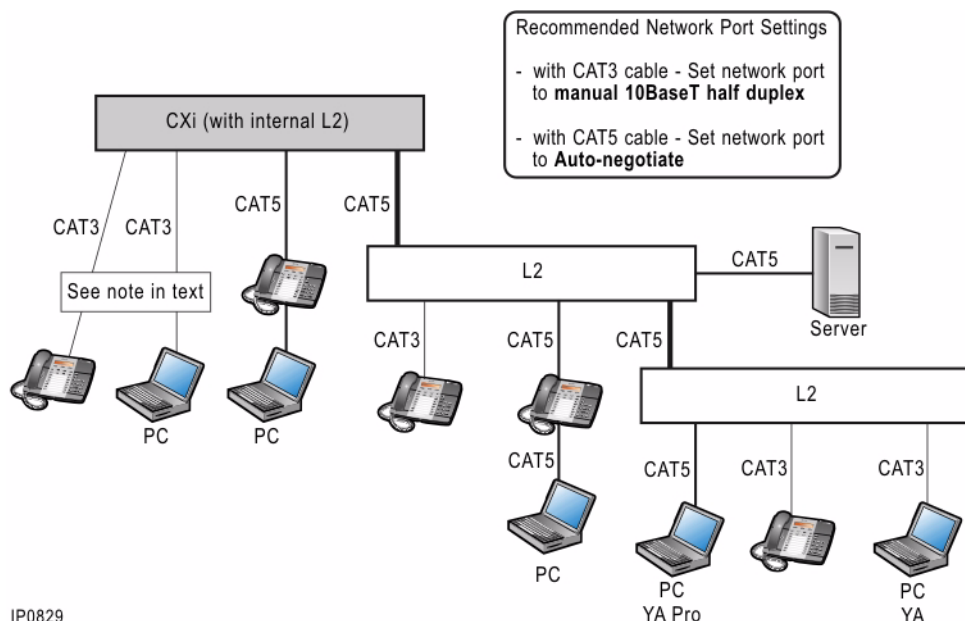 Recommended Network Port Settings
- with CAT3 cable - Set network port
to manual 10BaseT half duplex
- with CAT5 cable - Set network port
to Auto-negotiate
CXi (with internal L2)
CAT3
CAT3
CAT5
CAT5
See note in text
PC
PC
L2
CAT5
Server
CAT3
CAT5
CAT5
L2
CAT5
PC
CAT5
CAT3
CAT3
PC
YA Pro
PC
YA
IP0829